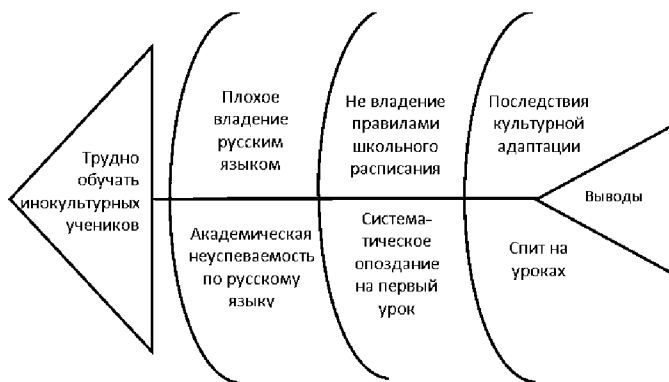 Трудно
обучать
инокультурных
учеников
Плохое
владение
русским
языком
Академическая
неуспеваемость
по русскому
языку
Не владение
правилами
школьного
расписания
Система-
тическое
опоздание
на первый
урок
Последствия
культурной
адаптации
Спит на
уроках
Выводы